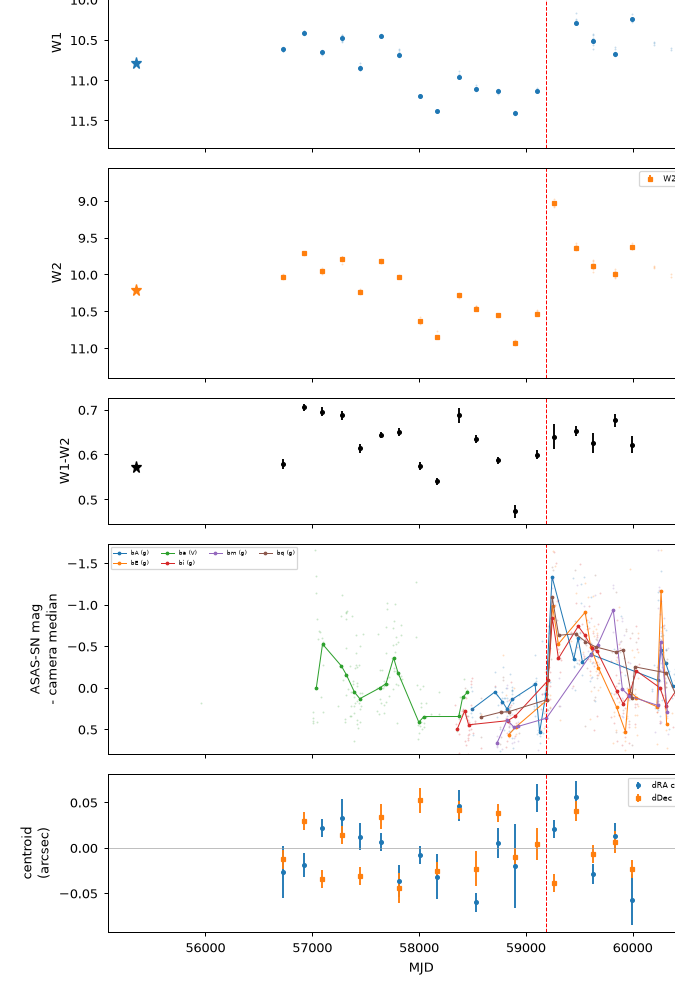 10.0
10.5
11.0
11.5
W1
W2
9.0
9.5
10.0
10.5
11.0
W2
0.7
0.6
0.5
W1-W2
bA (g)
ba (V)
bm (g)
bq (g)
bE (g)
bi (g)
−1.5
−1.0
−0.5
0.0
0.5
ASAS-SN mag
- camera median
dRA c
dDec
0.05
0.00
−0.05
centroid
(arcsec)
56000
57000
58000
59000
60000
MJD